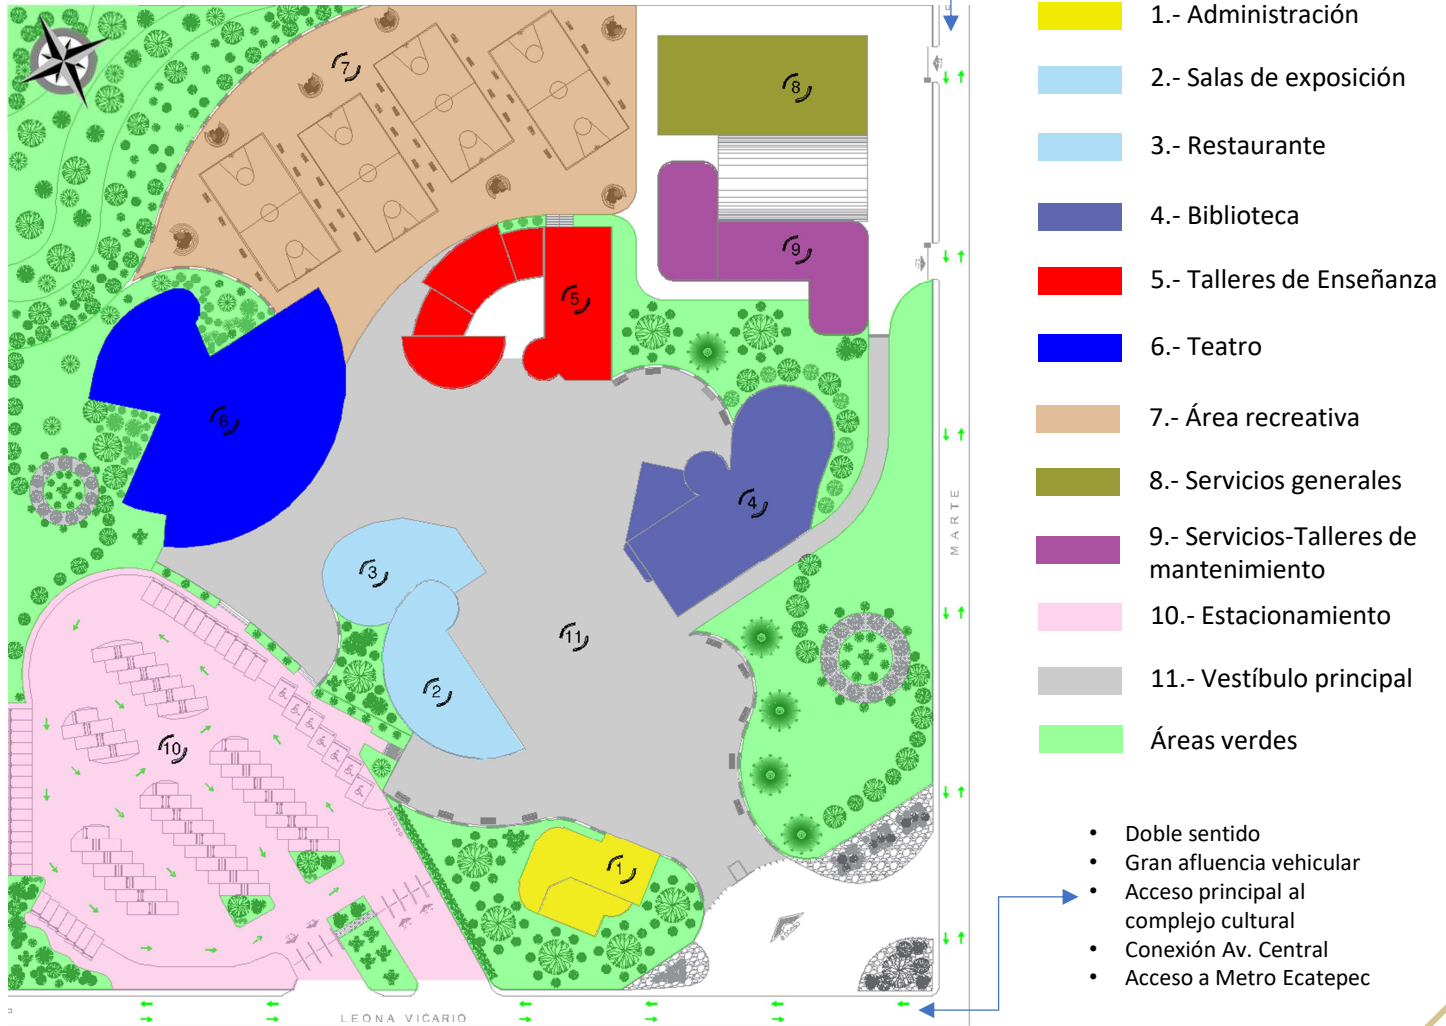 1.- Administración
2.- Salas de exposición
3.- Restaurante
4.- Biblioteca
5.- Talleres de Enseñanza
6.- Teatro
7.- Área recreativa
8.- Servicios generales
9.- Servicios-Talleres de
mantenimiento
10.- Estacionamiento
11.- Vestíbulo principal
Áreas verdes
• Doble sentido
• Gran afluencia vehicular
• Acceso principal al
complejo cultural
• Conexión Av. Central
• Acceso a Metro Ecatepec
7
8
9
5
6
4
3
11
2
10
1
MARTE
LEONA VICARIO